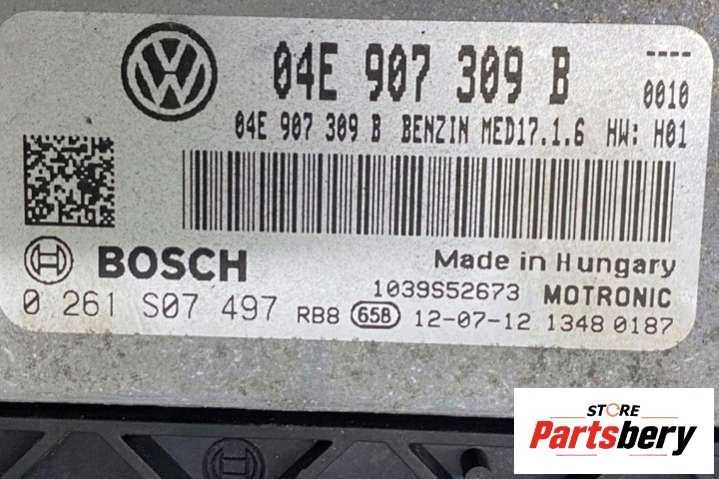 04E 907 309 B ----
0010
04E 907 309 B BENZIN MED17.1.6 HW: H01
BOSCH Made in Hungary
1039S52673 MOTRONIC
0 261 S07 497 RB8 658 12-07-12 1348 0187
STORE
Partsbery